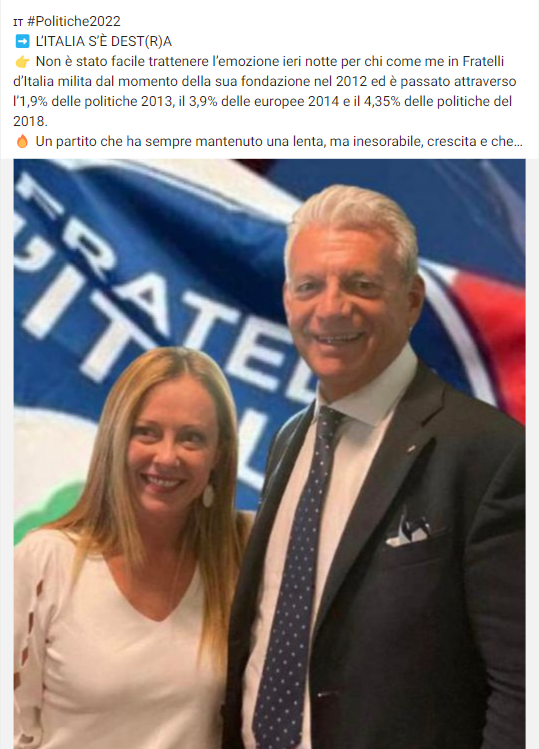 IT #Politiche2022
➡️ L’ITALIA S’È DEST(R)A
👉 Non è stato facile trattenere l’emozione ieri notte per chi come me in Fratelli
d’Italia milita dal momento della sua fondazione nel 2012 ed è passato attraverso
l’1,9% delle politiche 2013, il 3,9% delle europee 2014 e il 4,35% delle politiche del
2018.
🔥 Un partito che ha sempre mantenuto una lenta, ma inesorabile, crescita e che…
FRATEL
D'IT L